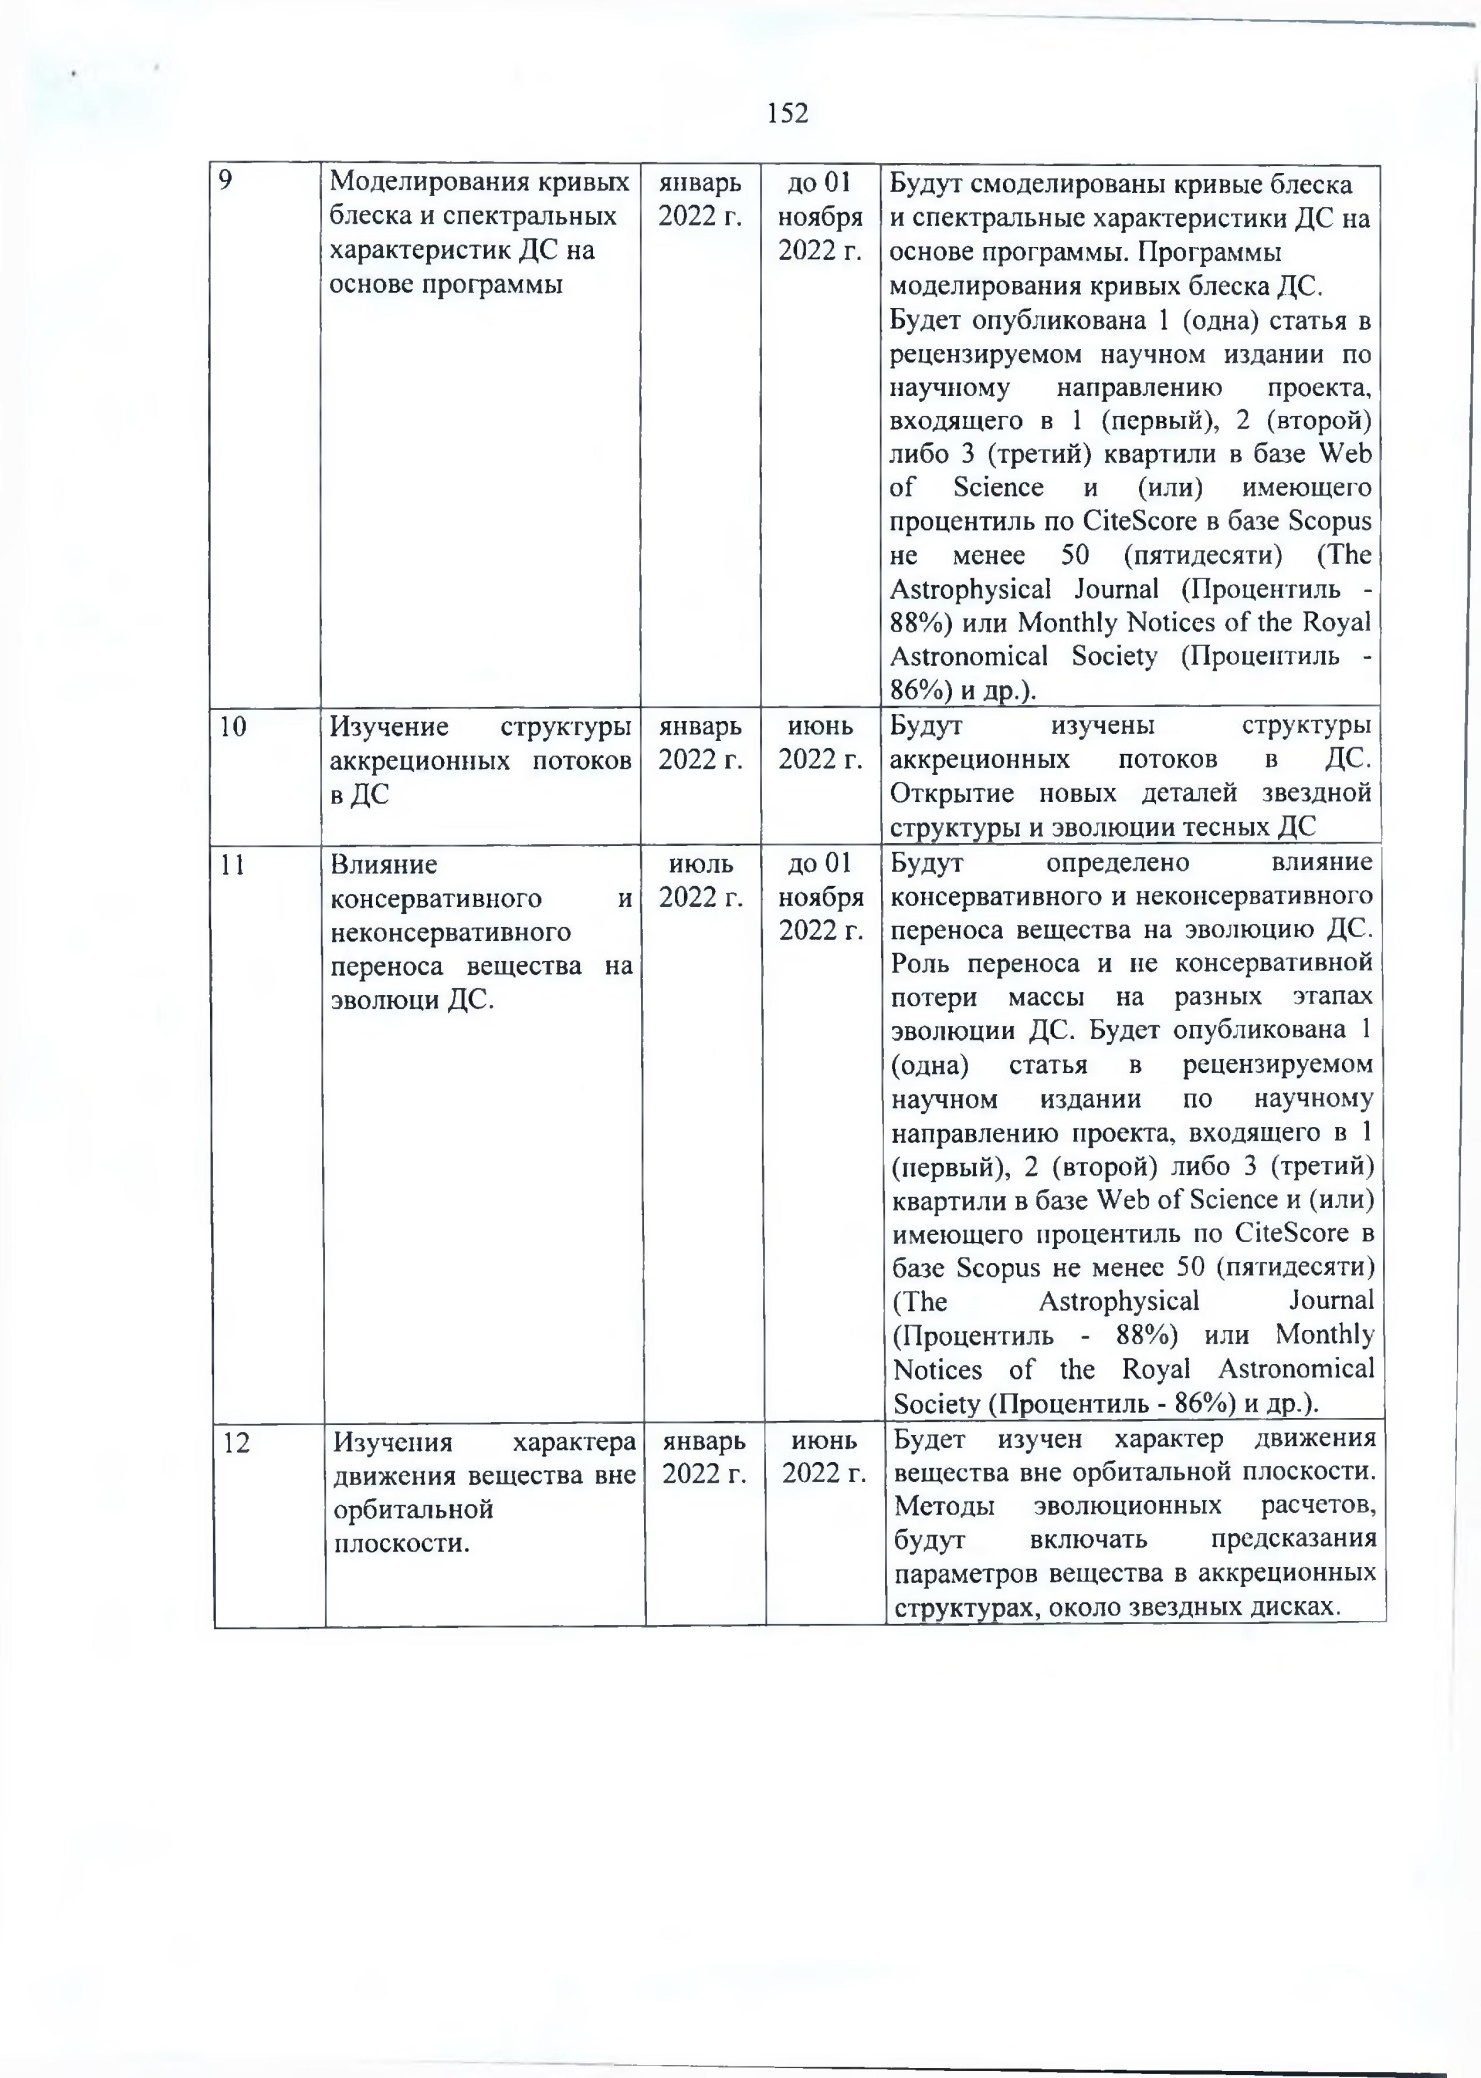 152
9
Моделирования кривых
блеска и спектральных
характеристик ДС на
основе программы
январь
2022 г.
до 01
ноября
2022 г.
Будут смоделированы кривые блеска
и спектральные характеристики ДС на
основе программы. Программы
моделирования кривых блеска ДС.
Будет опубликована 1 (одна) статья в
рецензируемом научном издании по
научному направлению проекта,
входящего в 1 (первый), 2 (второй)
либо 3 (третий) квартили в базе Web
of Science и (или) имеющего
процентиль по CiteScore в базе Scopus
не менее 50 (пятидесяти) (The
Astrophysical Journal (Процентиль -
88%) или Monthly Notices of the Royal
Astronomical Society (Процентиль -
86%) и др.).
10
Изучение структуры
аккреционных потоков
в ДС
январь
2022 г.
июнь
2022 г.
Будут изучены структуры
аккреционных потоков в ДС.
Открытие новых деталей звездной
структуры и эволюции тесных ДС
11
Влияние
консервативного и
неконсервативного
переноса вещества на
эволюци ДС.
июль
2022 г.
до 01
ноября
2022 г.
Будут определено влияние
консервативного и неконсервативного
переноса вещества на эволюцию ДС.
Роль переноса и не консервативной
потери массы на разных этапах
эволюции ДС. Будет опубликована 1
(одна) статья в рецензируемом
научном издании по научному
направлению проекта, входящего в 1
(первый), 2 (второй) либо 3 (третий)
квартили в базе Web of Science и (или)
имеющего процентиль по CiteScore в
базе Scopus не менее 50 (пятидесяти)
(The Astrophysical Journal
(Процентиль - 88%) или Monthly
Notices of the Royal Astronomical
Society (Процентиль - 86%) и др.).
12
Изучения характера
движения вещества вне
орбитальной
плоскости.
январь
2022 г.
июнь
2022 г.
Будет изучен характер движения
вещества вне орбитальной плоскости.
Методы эволюционных расчетов,
будут включать предсказания
параметров вещества в аккреционных
структурах, около звездных дисках.